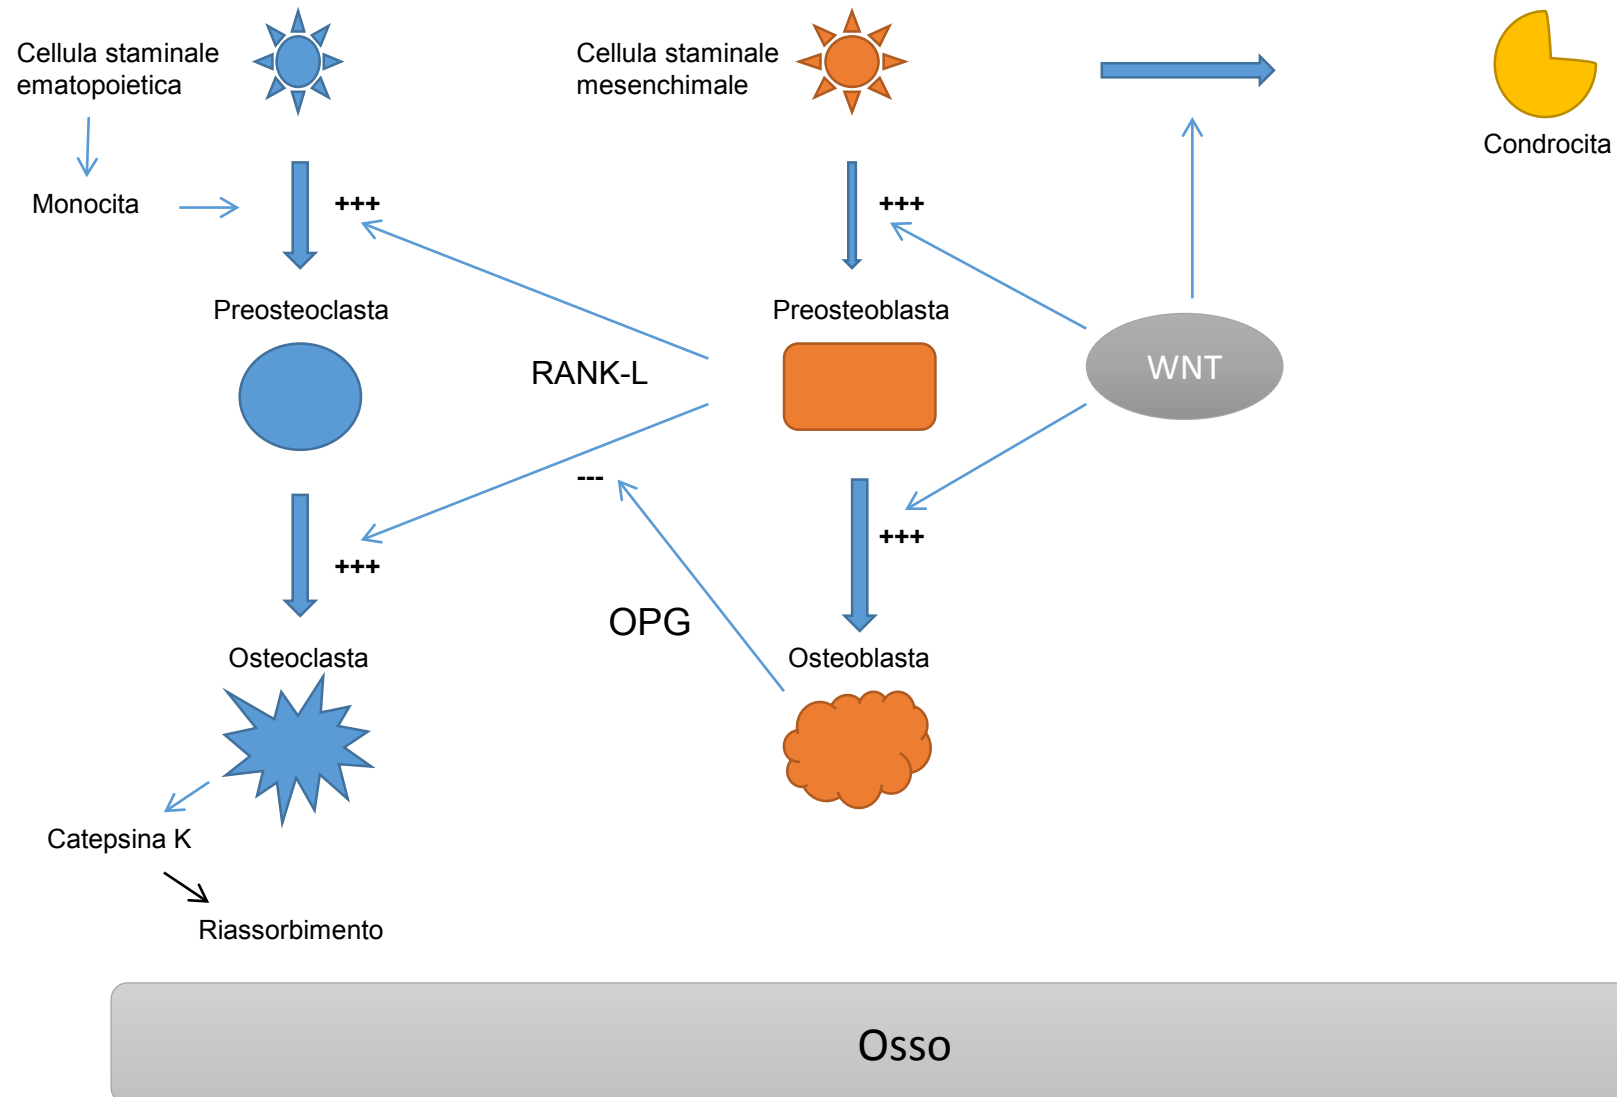 Cellula staminale
ematopoietica
Cellula staminale
mesenchimale
Condrocita
Monocita
+++
+++
Preosteoclasta
Preosteoblasta
RANK-L
WNT
---
+++
+++
OPG
Osteoclasta
Osteoblasta
Catepsina K
Riassorbimento
Osso